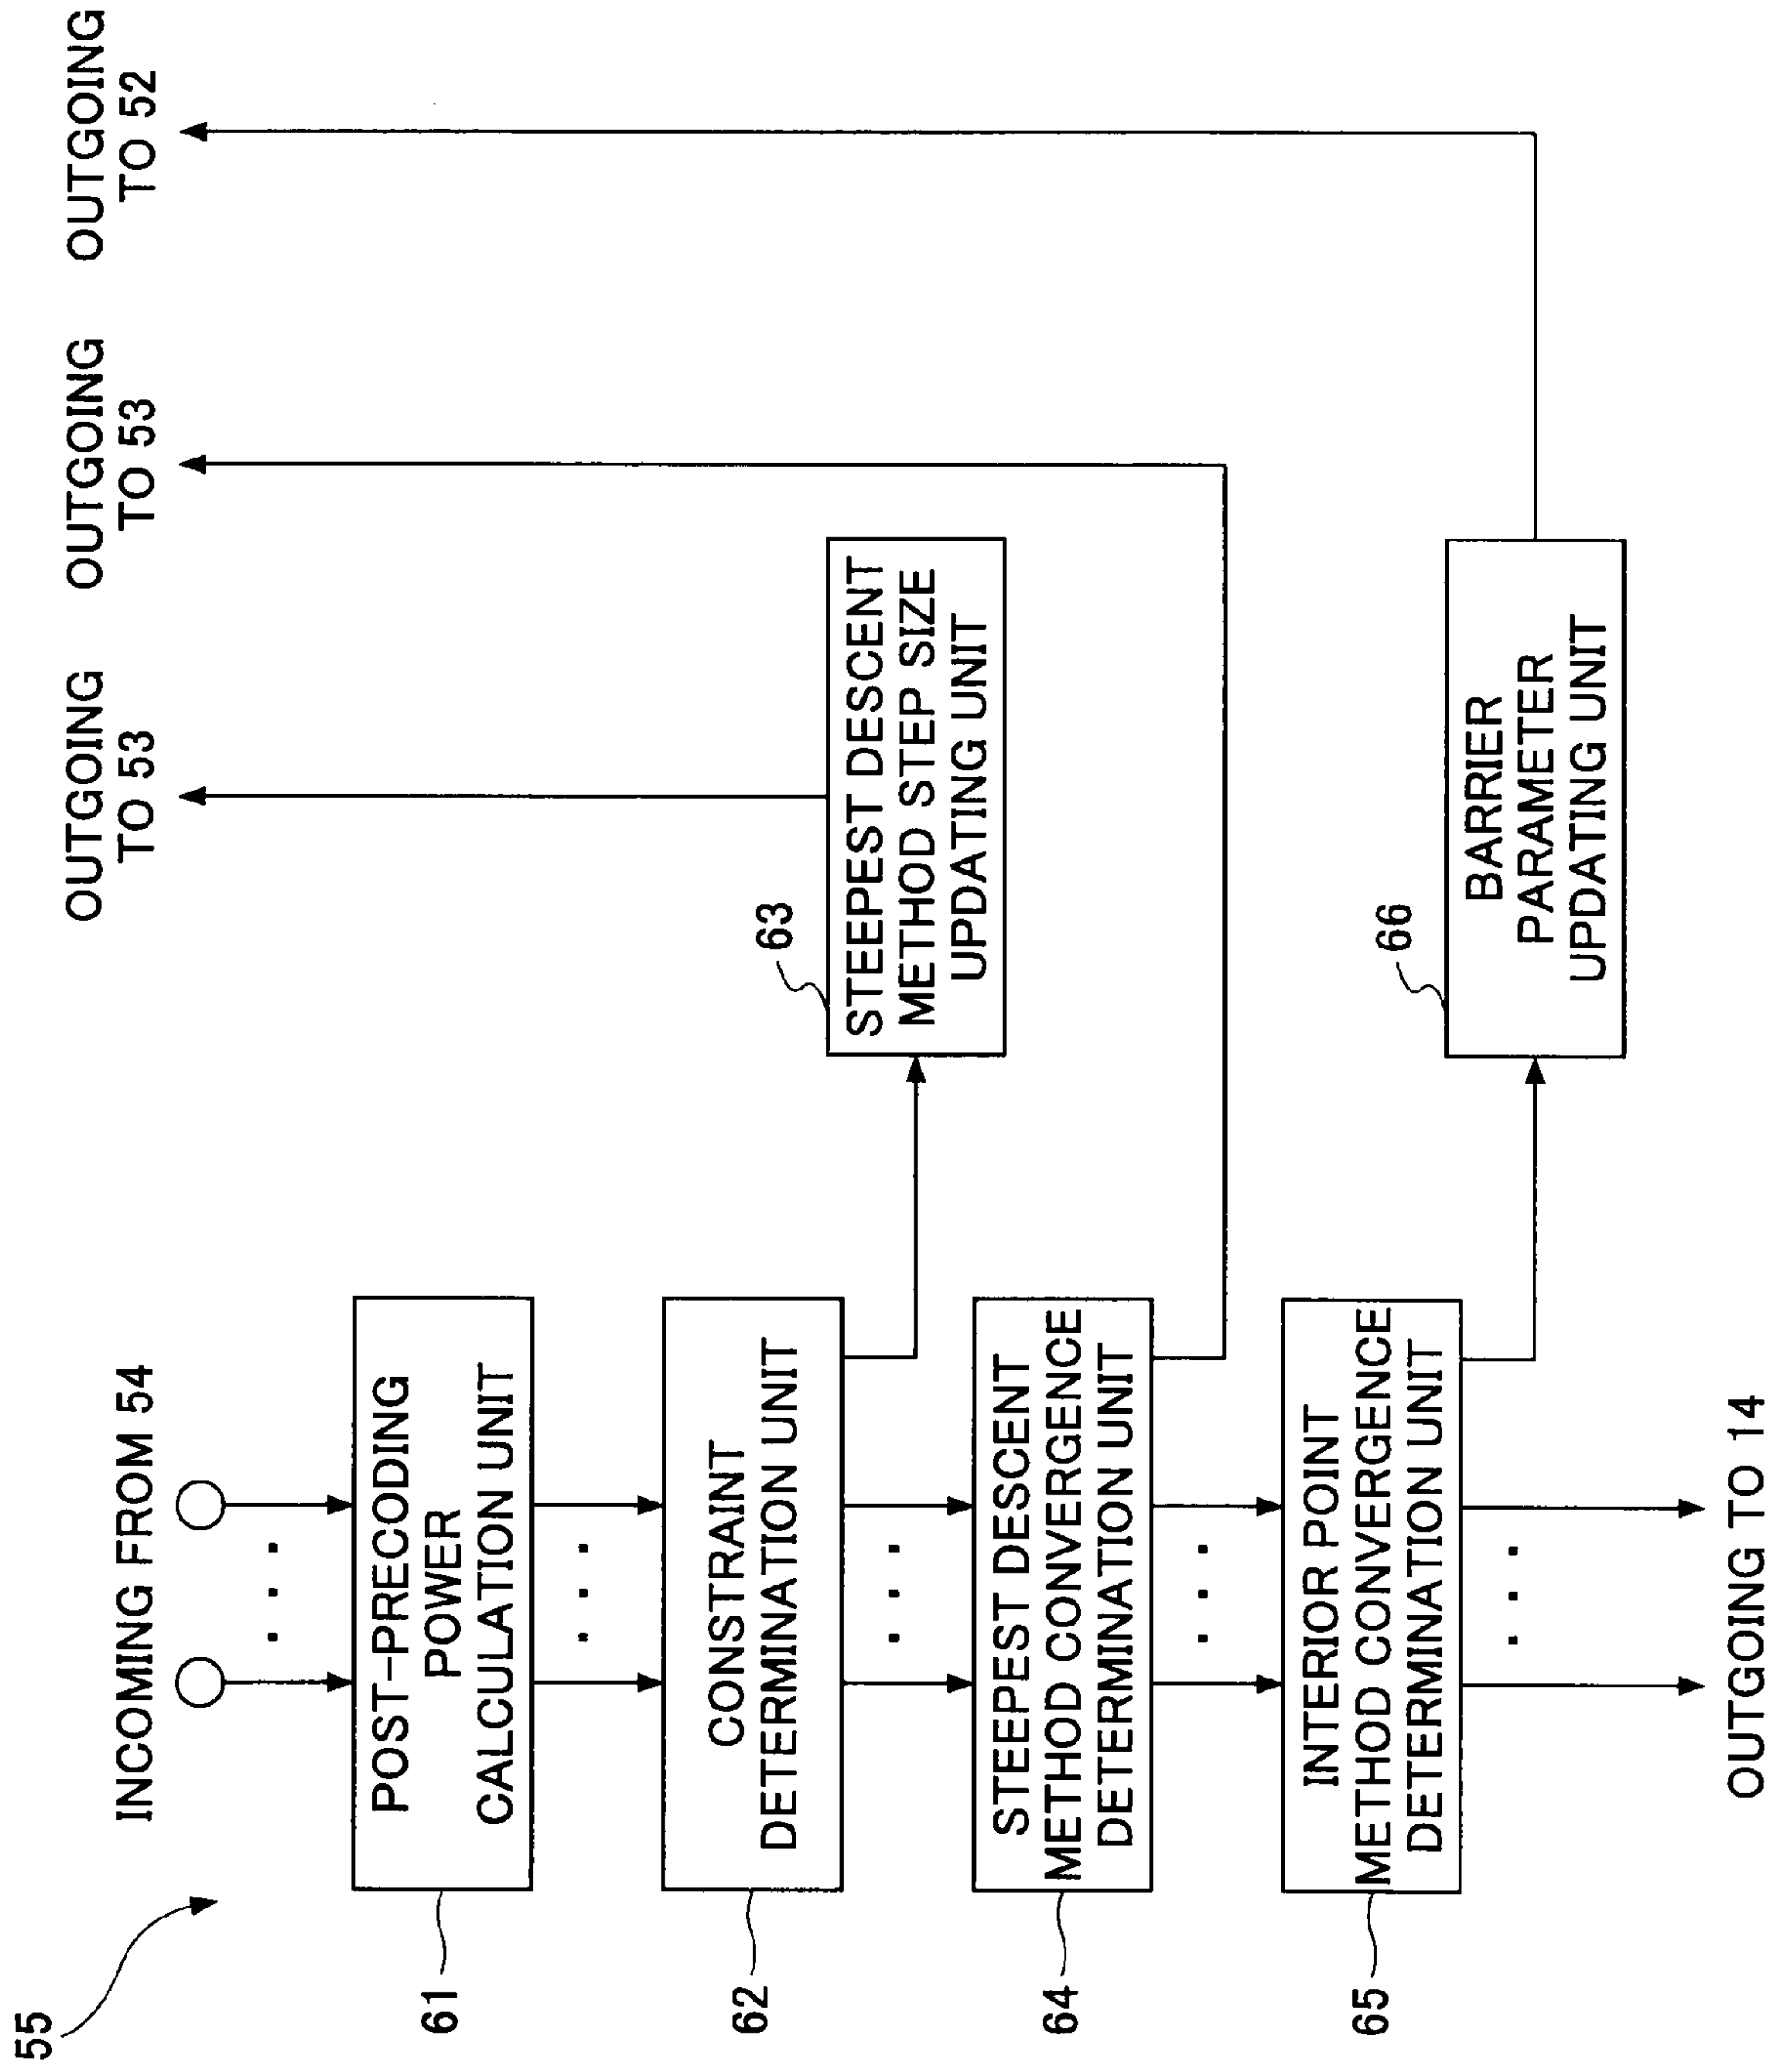 55
INCOMING FROM 54
OUTGOING
TO 53
OUTGOING
TO 53
OUTGOING
TO 52
61
POST-PRECODING
POWER
CALCULATION UNIT
62
CONSTRAINT
DETERMINATION UNIT
63
STEEPEST DESCENT
METHOD STEP SIZE
UPDATING UNIT
64
STEEPEST DESCENT
METHOD CONVERGENCE
DETERMINATION UNIT
65
INTERIOR POINT
METHOD CONVERGENCE
DETERMINATION UNIT
66
BARRIER
PARAMETER
UPDATING UNIT
OUTGOING TO 14